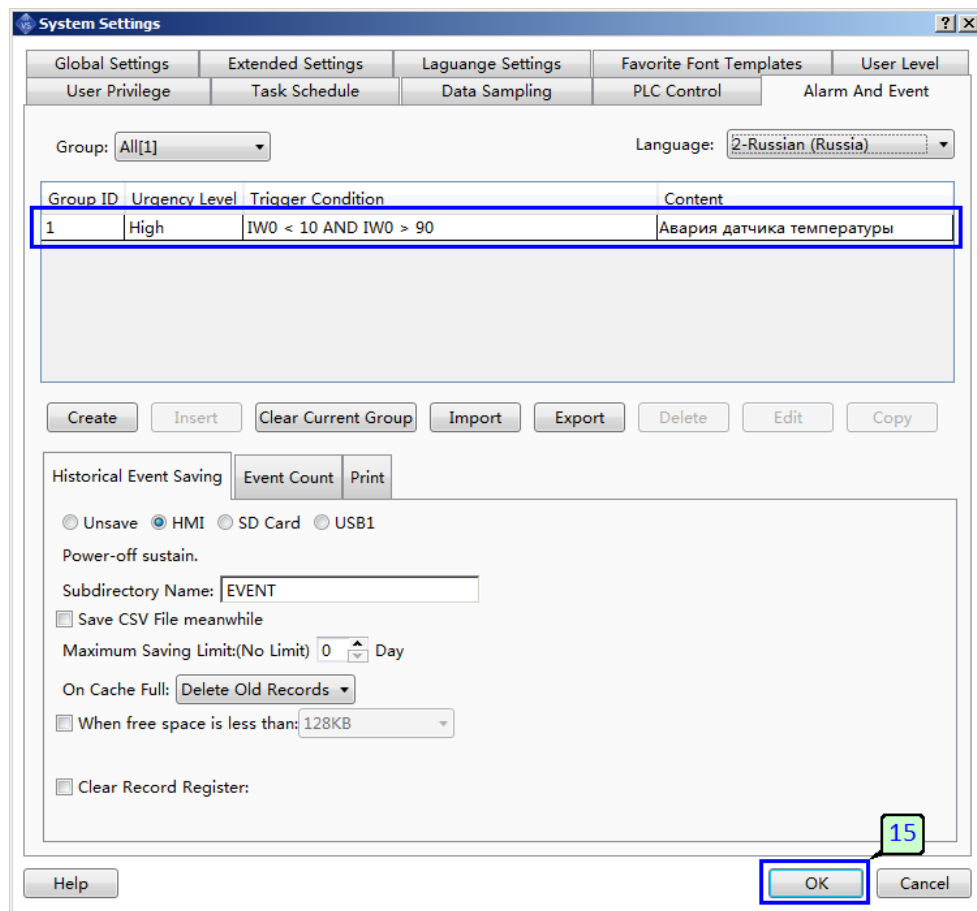 System Settings
Global Settings Extended Settings Laguange Settings Favorite Font Templates User Level
User Privilege Task Schedule Data Sampling PLC Control Alarm And Event
Group: All[1] Language: 2-Russian (Russia)
Group ID Urgency Level Trigger Condition Content
1 High IW0 < 10 AND IW0 > 90 Авария датчика температуры
Create Insert Clear Current Group Import Export Delete Edit Copy
Historical Event Saving Event Count Print
Unsave HMI SD Card USB1
Power-off sustain.
Subdirectory Name: EVENT
Save CSV File meanwhile
Maximum Saving Limit:(No Limit) 0 Day
On Cache Full: Delete Old Records
When free space is less than: 128KB
Clear Record Register:
15
Help OK Cancel